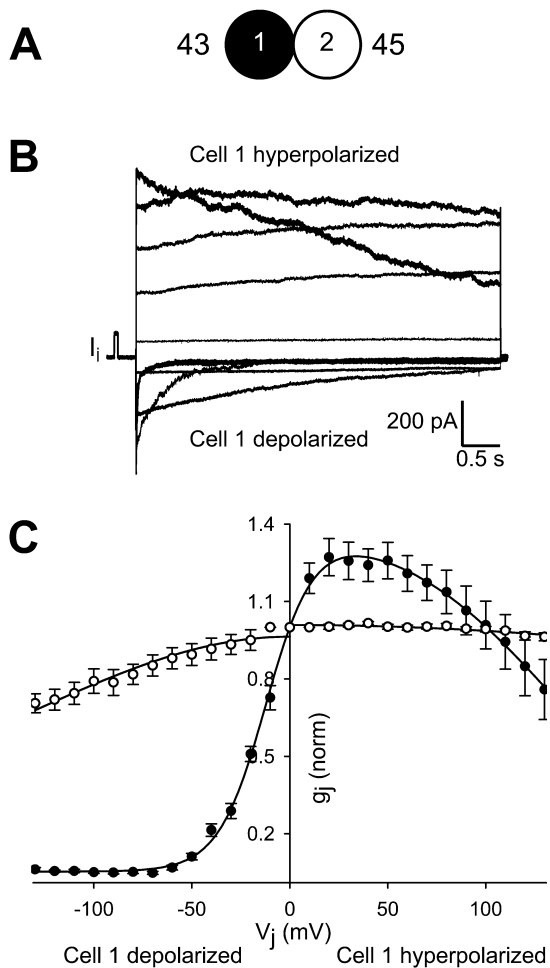 A
43 1 2 45
B
Cell 1 hyperpolarized
Ij
Cell 1 depolarized
200 pA
0.5 s
C
1.4
1.1
0.8
0.5
0.2
gj (norm)
-100 -50 0 50 100
Vj (mV)
Cell 1 depolarized Cell 1 hyperpolarized